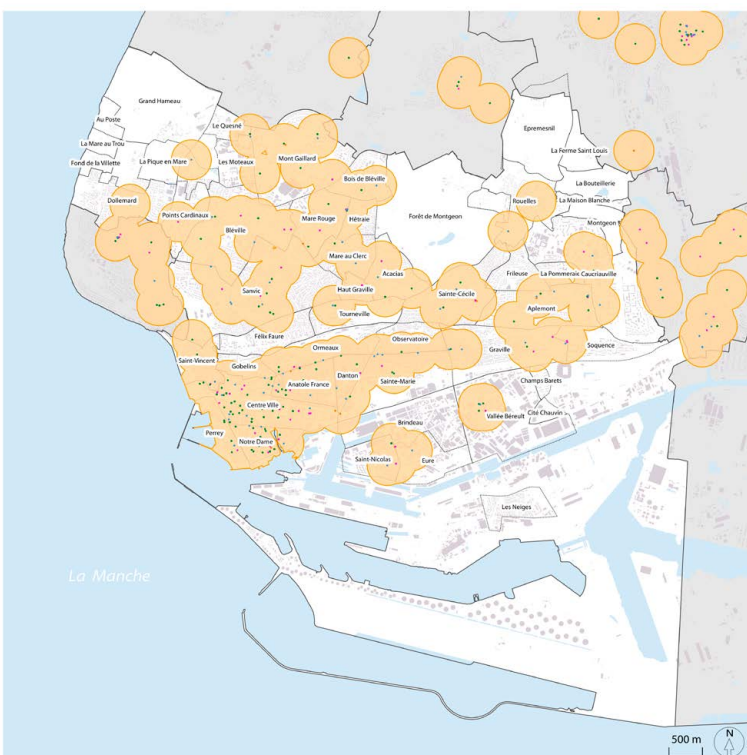 Grand Hameau
Au Poste
Le Quesné
Epremesnil
La Mare au Trou
La Ferme Saint Louis
Fond de la Villette
La Pique en Mare
Les Moteaux
Mont Gaillard
Bois de Bléville
La Bouteillerie
Dollemard
Rouelles
La Maison Blanche
Points Cardinaux
Mare Rouge
Hétraie
Forêt de Montgeon
Montgeon
Bléville
Mare au Clerc
Acacias
Frileuse
La Pommeraie
Caucriauville
Sanvic
Haut Graville
Sainte-Cécile
Aplemont
Tourneville
Félix Faure
Observatoire
Soquence
Ormeaux
Graville
Saint-Vincent
Gobelins
Danton
Anatole France
Sainte-Marie
Champs Barets
Centre Ville
Vallée Béreult
Cité Chauvin
Brindeau
Perrey
Notre Dame
Saint-Nicolas
Eure
Les Neiges
La Manche
500 m
N